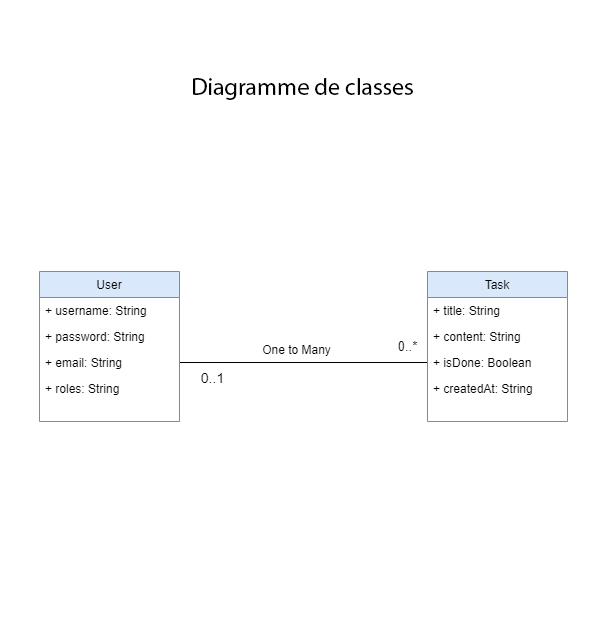 Diagramme de classes
User
+ username: String
+ password: String
+ email: String
+ roles: String
One to Many
0..1
0..*
Task
+ title: String
+ content: String
+ isDone: Boolean
+ createdAt: String